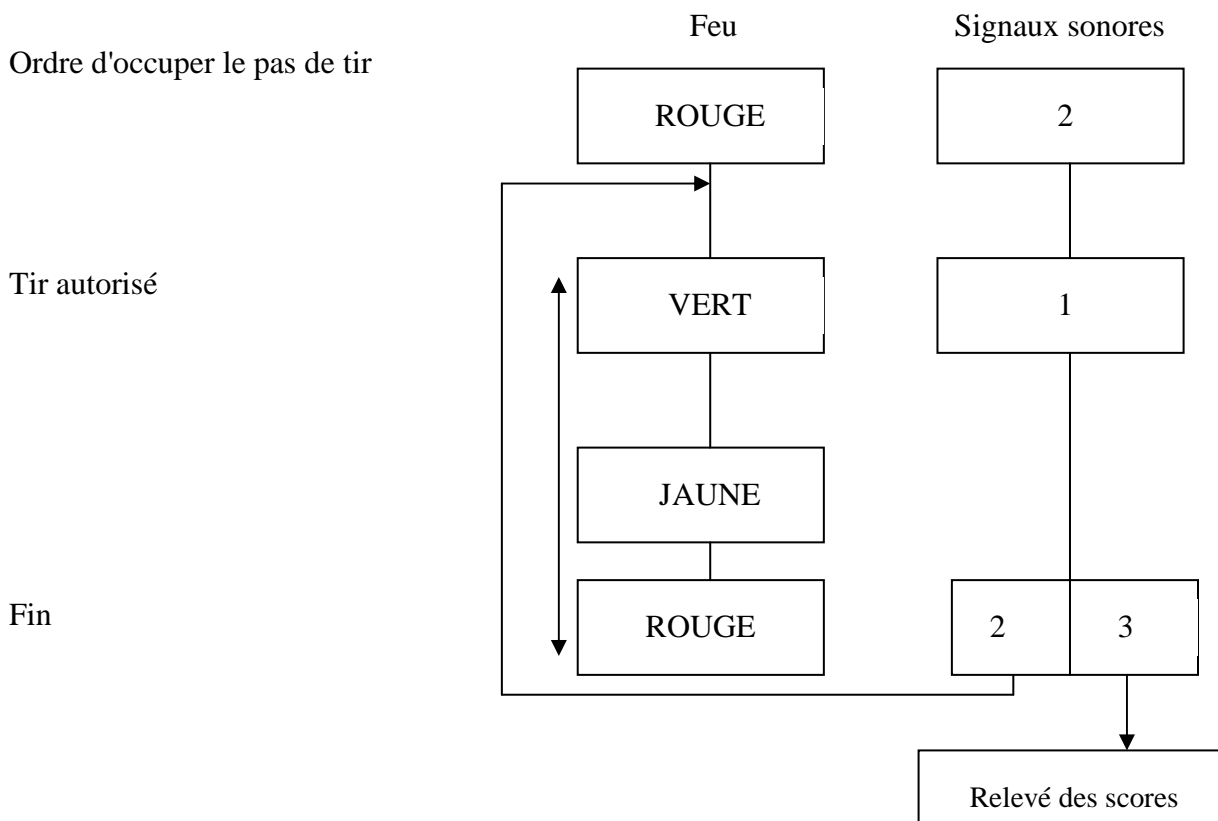 Feu Signaux sonores
Ordre d'occuper le pas de tir
ROUGE 2
Tir autorisé VERT 1
JAUNE
Fin ROUGE 2 3
Relevé des scores